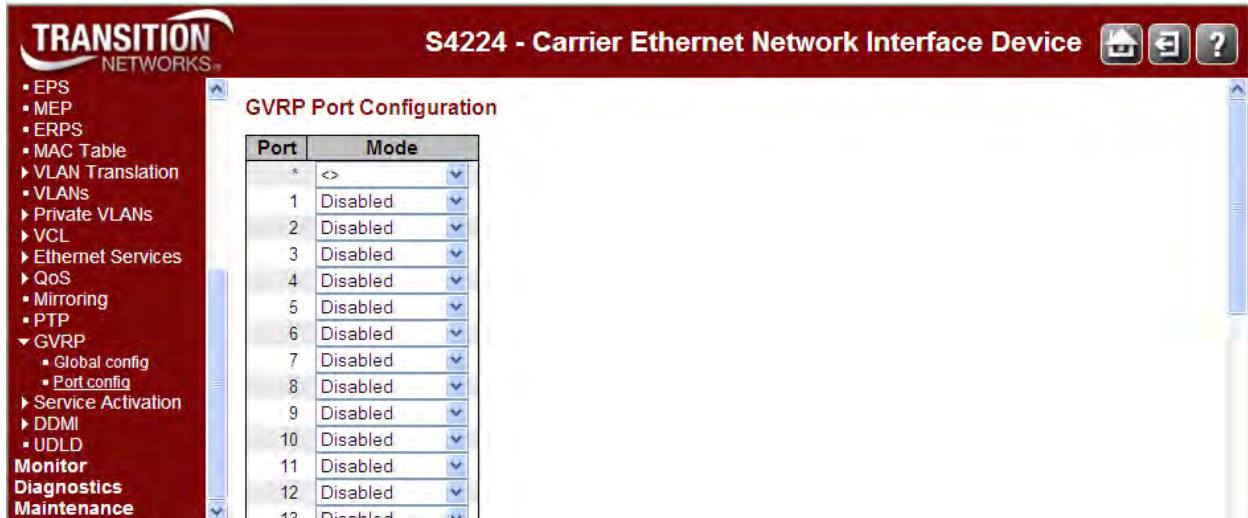 TRANSITION
NETWORKS
S4224 - Carrier Ethernet Network Interface Device
?
EPS
MEP
ERPS
MAC Table
VLAN Translation
VLANs
Private VLANs
VCL
Ethernet Services
QoS
Mirroring
PTP
GVRP
Global config
Port config
Service Activation
DDMI
UDLD
Monitor
Diagnostics
Maintenance
GVRP Port Configuration
Port Mode
* <>
1 Disabled
2 Disabled
3 Disabled
4 Disabled
5 Disabled
6 Disabled
7 Disabled
8 Disabled
9 Disabled
10 Disabled
11 Disabled
12 Disabled
13 Disabled